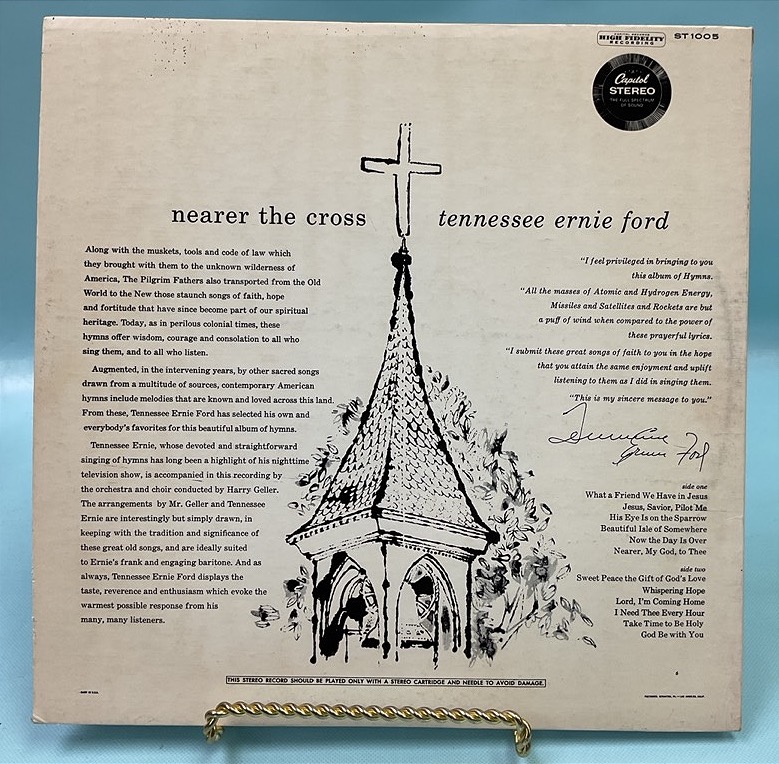 HIGH FIDELITY
RECORDING
ST1005
Capitol
STEREO
THE FULL SPECTRUM
OF SOUND
nearer the cross
tennessee ernie ford
Along with the muskets, tools and code of law which
they brought with them to the unknown wilderness of
America, The Pilgrim Fathers also transported from the Old
World to the New those staunch songs of faith, hope
and fortitude that have since become part of our spiritual
heritage. Today, as in perilous colonial times, these
hymns offer wisdom, courage and consolation to all who
sing them, and to all who listen.
Augmented, in the intervening years, by other sacred songs
drawn from a multitude of sources, contemporary American
hymns include melodies that are known and loved across this land.
From these, Tennessee Ernie Ford has selected his own and
everybody's favorites for this beautiful album of hymns.
Tennessee Ernie, whose devoted and straightforward
singing of hymns has long been a highlight of his nighttime
television show, is accompanied in this recording by
the orchestra and choir conducted by Harry Geller.
The arrangements by Mr. Geller and Tennessee
Ernie are interestingly but simply drawn, in
keeping with the tradition and significance of
these great old songs, and are ideally suited
to Ernie's frank and engaging baritone. And as
always, Tennessee Ernie Ford displays the
taste, reverence and enthusiasm which evoke the
warmest possible response from his
many, many listeners.
"I feel privileged in bringing to you
this album of Hymns.
"All the masses of Atomic and Hydrogen Energy,
Missiles and Satellites and Rockets are but
a puff of wind when compared to the power of
these prayerful lyrics.
"I submit these great songs of faith to you in the hope
that you attain the same enjoyment and uplift
listening to them as I did in singing them.
"This is my sincere message to you."
Tennessee
Ernie Ford
side one
What a Friend We Have in Jesus
Jesus, Savior, Pilot Me
His Eye Is on the Sparrow
Beautiful Isle of Somewhere
Now the Day Is Over
Nearer, My God, to Thee
side two
Sweet Peace the Gift of God's Love
Whispering Hope
Lord, I'm Coming Home
I Need Thee Every Hour
Take Time to Be Holy
God Be with You
6
THIS STEREO RECORD SHOULD BE PLAYED ONLY WITH A STEREO CARTRIDGE AND NEEDLE TO AVOID DAMAGE.